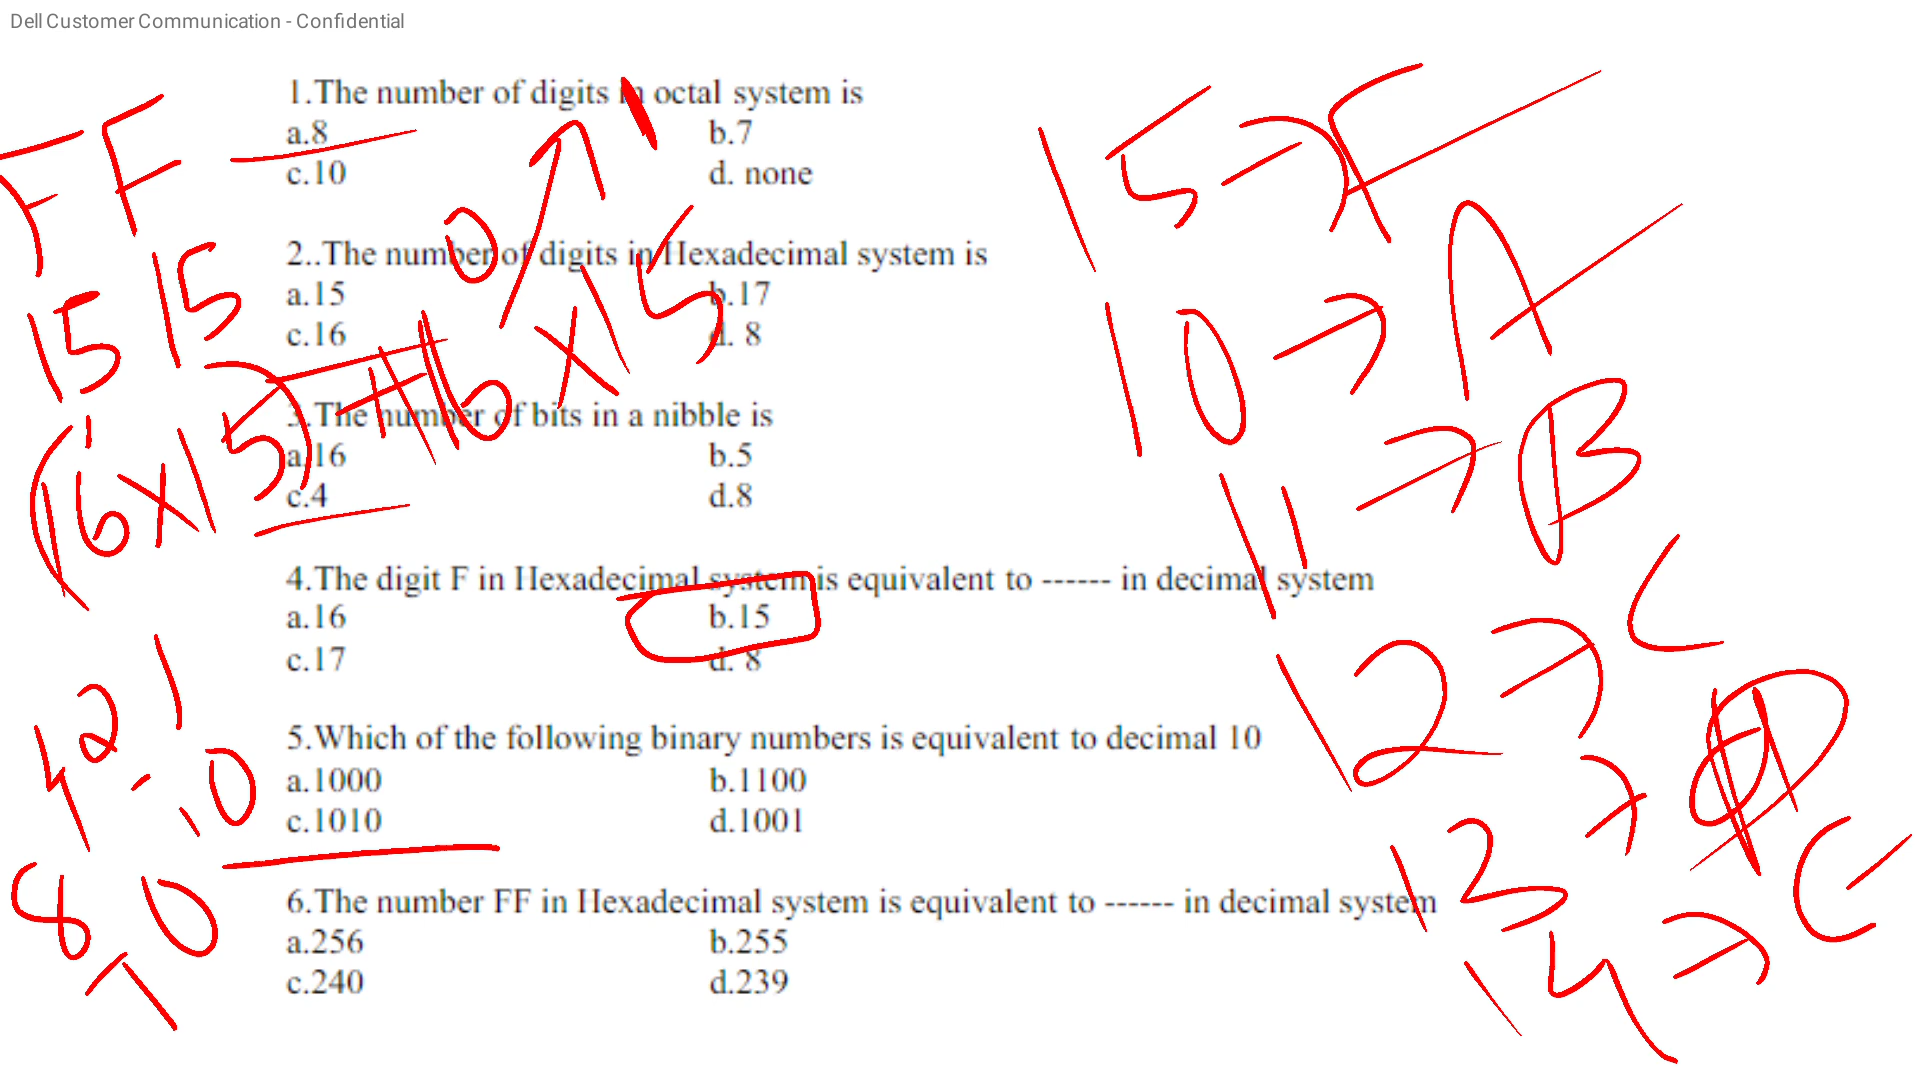 Dell Customer Communication - Confidential
1.The number of digits in octal system is
a.8 b.7
c.10 d. none
2..The number of digits in Hexadecimal system is
a.15 b.17
c.16 d. 8
3.The number of bits in a nibble is
a.16 b.5
c.4 d.8
4.The digit F in Hexadecimal system is equivalent to ------ in decimal system
a.16 b.15
c.17 d. 8
5.Which of the following binary numbers is equivalent to decimal 10
a.1000 b.1100
c.1010 d.1001
6.The number FF in Hexadecimal system is equivalent to ------ in decimal system
a.256 b.255
c.240 d.239
FF
15 15
(16 X 15) + 16 0 X 15
15 → F
10 → A
11 → B
12 → C
13 → D
14 →